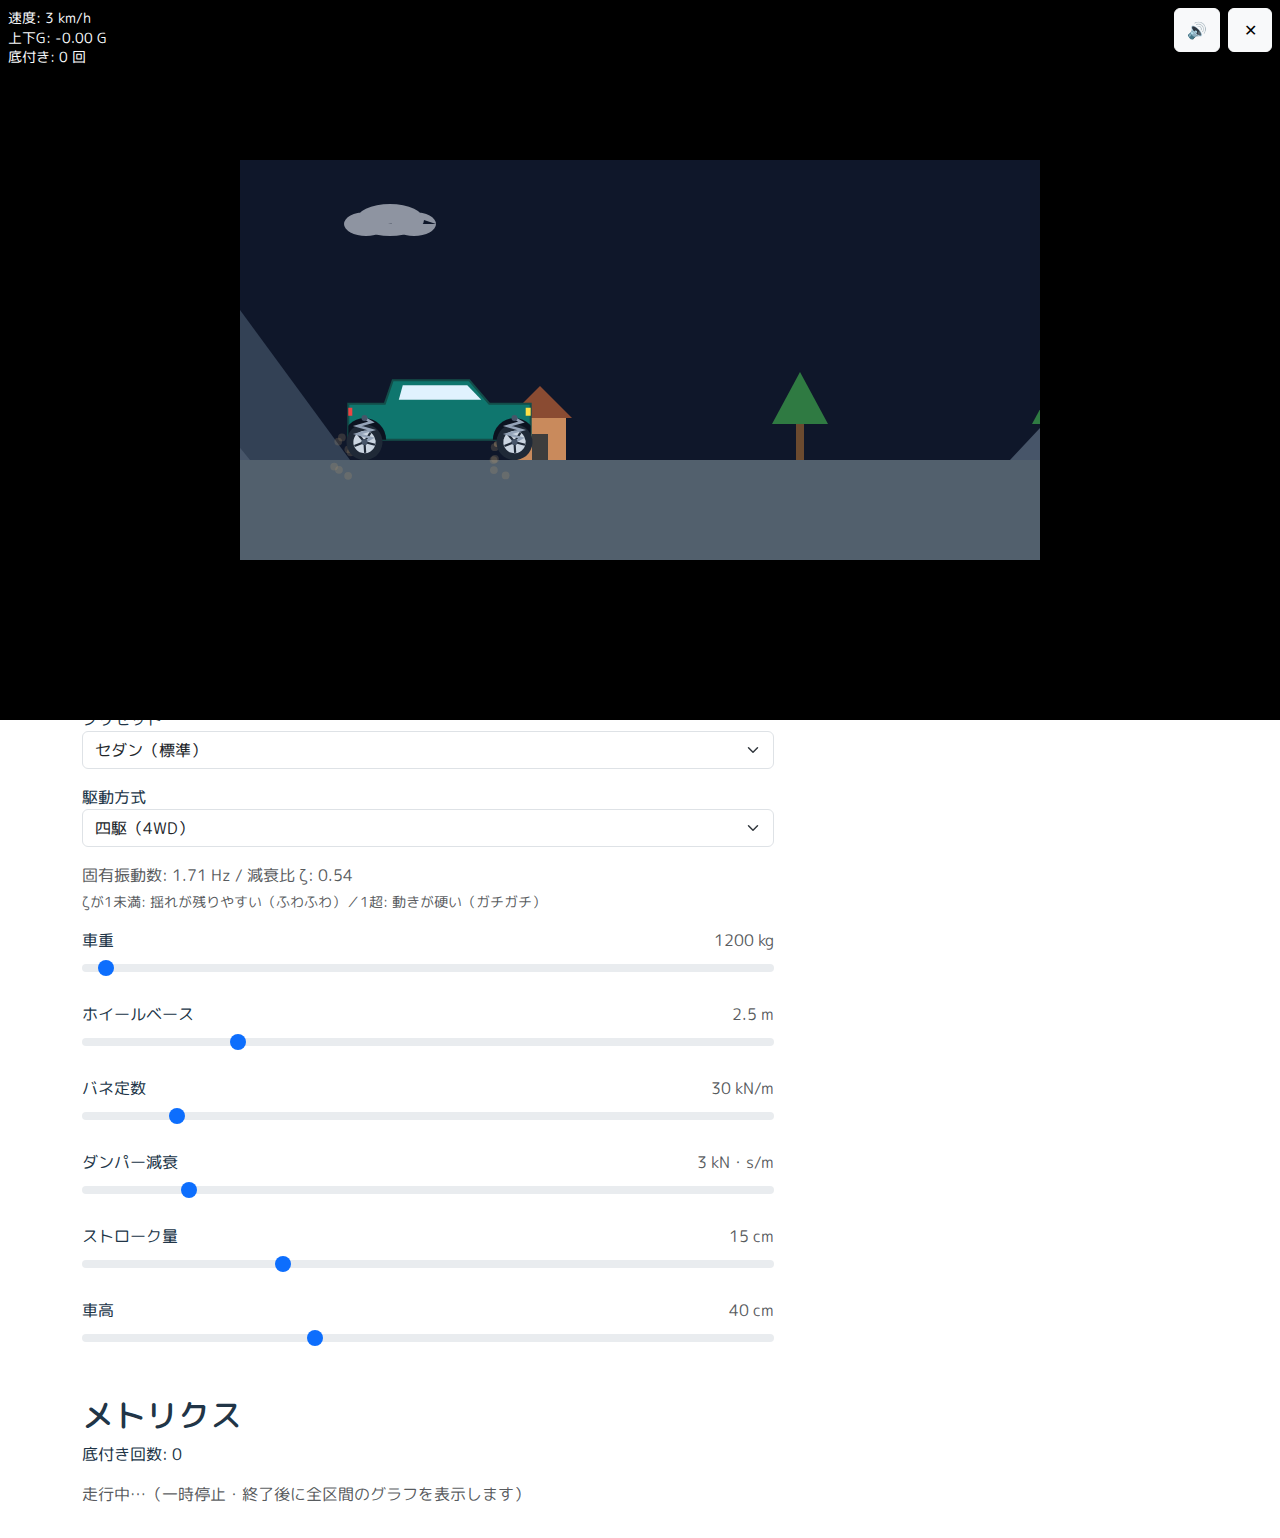 速度: 3 km/h
上下G: -0.00 G
底付き: 0 回
セダン（標準）
駆動方式
四駆（4WD）
固有振動数: 1.71 Hz / 減衰比 ζ: 0.54
ζが1未満: 揺れが残りやすい（ふわふわ）／1超: 動きが硬い（ガチガチ）
車重 1200 kg
ホイールベース 2.5 m
バネ定数 30 kN/m
ダンパー減衰 3 kN・s/m
ストローク量 15 cm
車高 40 cm
メトリクス
底付き回数: 0
走行中…（一時停止・終了後に全区間のグラフを表示します）